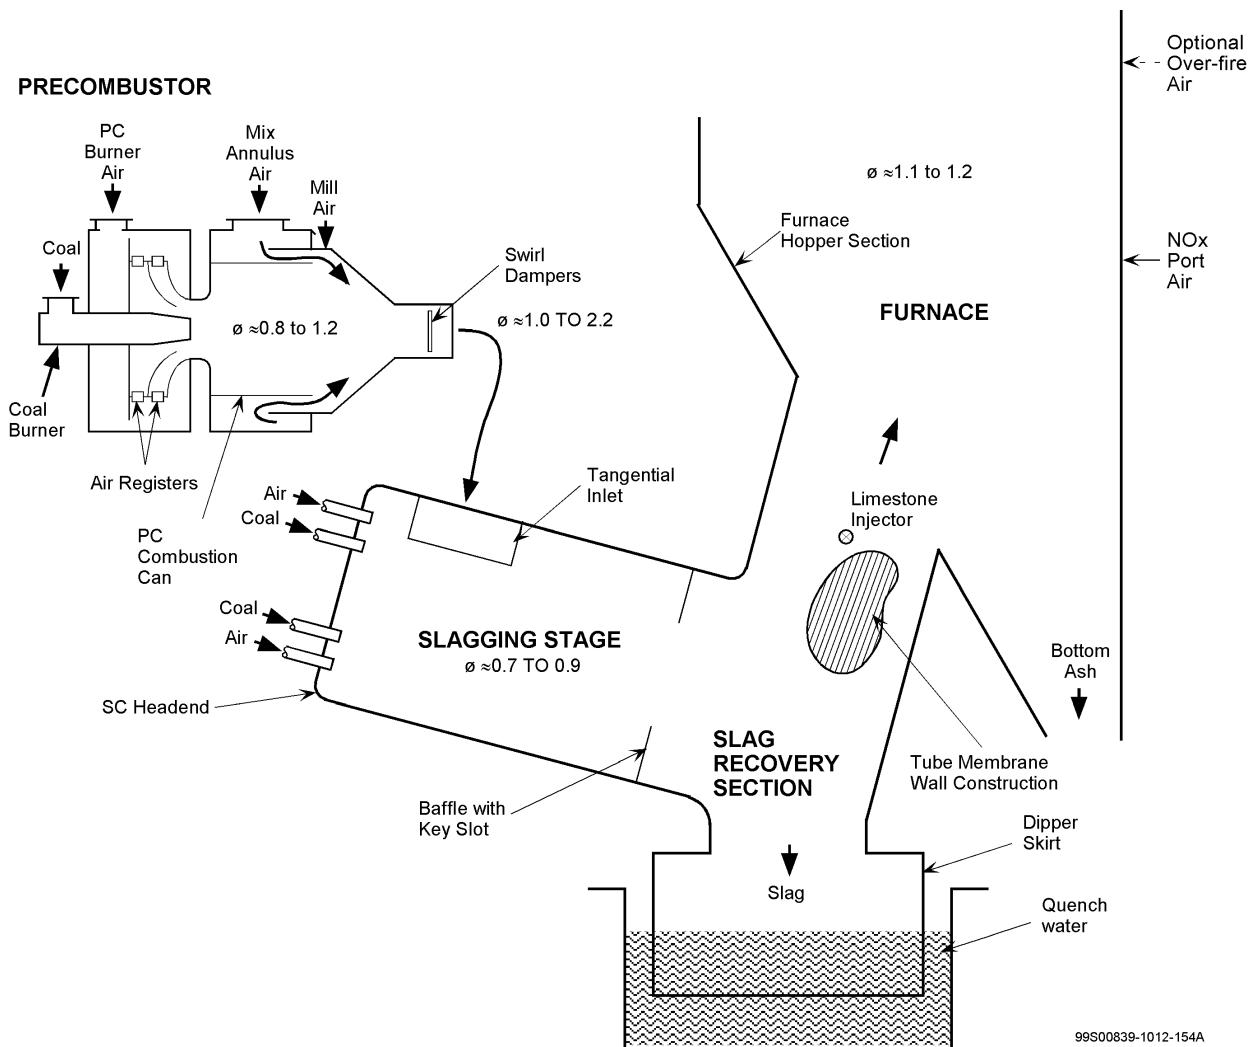 PRECOMBUSTOR
PC
Burner
Air
Mix
Annulus
Air
Mill
Air
Coal
Swirl
Dampers
ø ≈0.8 to 1.2
ø ≈1.0 TO 2.2
Coal
Burner
Air Registers
PC
Combustion
Can
Optional
Over-fire
Air
ø ≈1.1 to 1.2
Furnace
Hopper Section
NOx
Port
Air
FURNACE
Air
Coal
Tangential
Inlet
Limestone
Injector
Coal
Air
SLAGGING STAGE
ø ≈0.7 TO 0.9
SC Headend
Bottom
Ash
SLAG
RECOVERY
SECTION
Tube Membrane
Wall Construction
Baffle with
Key Slot
Dipper
Skirt
Slag
Quench
water
99S00839-1012-154A